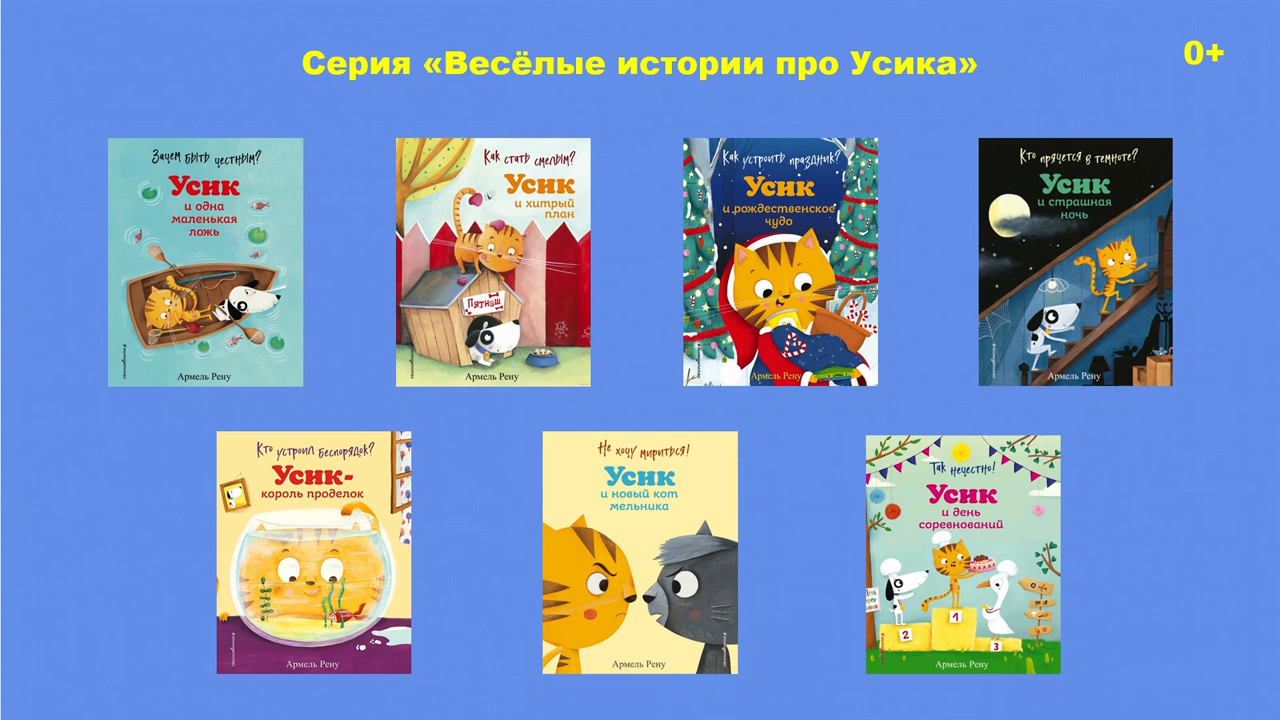 Серия «Весёлые истории про Усика»
0+
Зачем быть честным?
Усик
и одна
маленькая
ложь
Армель Рену
Как стать смелым?
Усик
и хитрый
план
Пятнаш
Армель Рену
Как устроить праздник?
Усик
и рождественское
чудо
Армель Рену
Кто прячется в темноте?
Усик
и страшная
ночь
Армель Рену
Кто устроил беспорядок?
Усик-
король проделок
Армель Рену
Не хочу мириться!
Усик
и новый кот
мельника
Армель Рену
Так нечестно!
Усик
и день
соревнований
1
2
3
Армель Рену